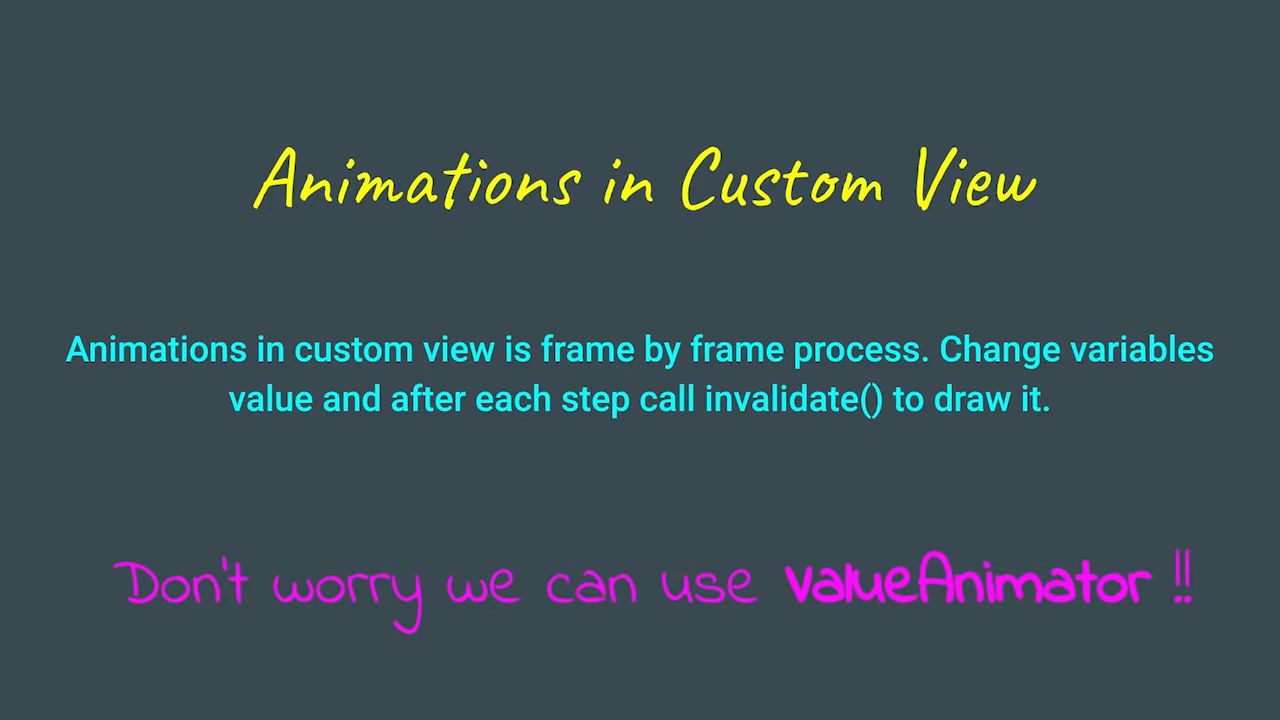 Animations in Custom View
Animations in custom view is frame by frame process. Change variables
value and after each step call invalidate() to draw it.
Don't worry we can use valueAnimator !!